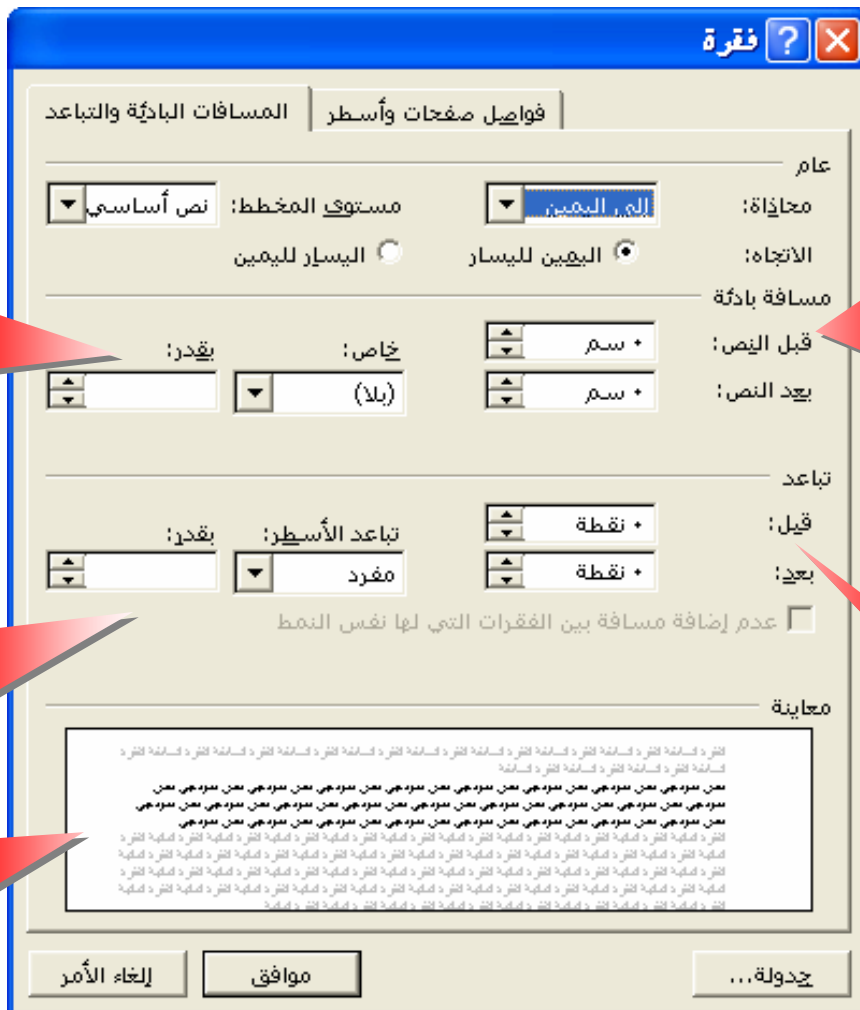 فقرة
المسافات البادئة والتباعد
فواصل صفحات وأسطر
عام
محاذاة: إلى اليمين مستوى المخطط: نص أساسي
الاتجاه: اليمين لليسار اليسار لليمين
مسافة بادئة
قبل النص: ٠ سم خاص: بقدر:
بعد النص: ٠ سم (بلا)
تباعد
قبل: ٠ نقطة تباعد الأسطر: بقدر:
بعد: ٠ نقطة مفرد
عدم إضافة مسافة بين الفقرات التي لها نفس النمط
معاينة
جدولة... موافق إلغاء الأمر